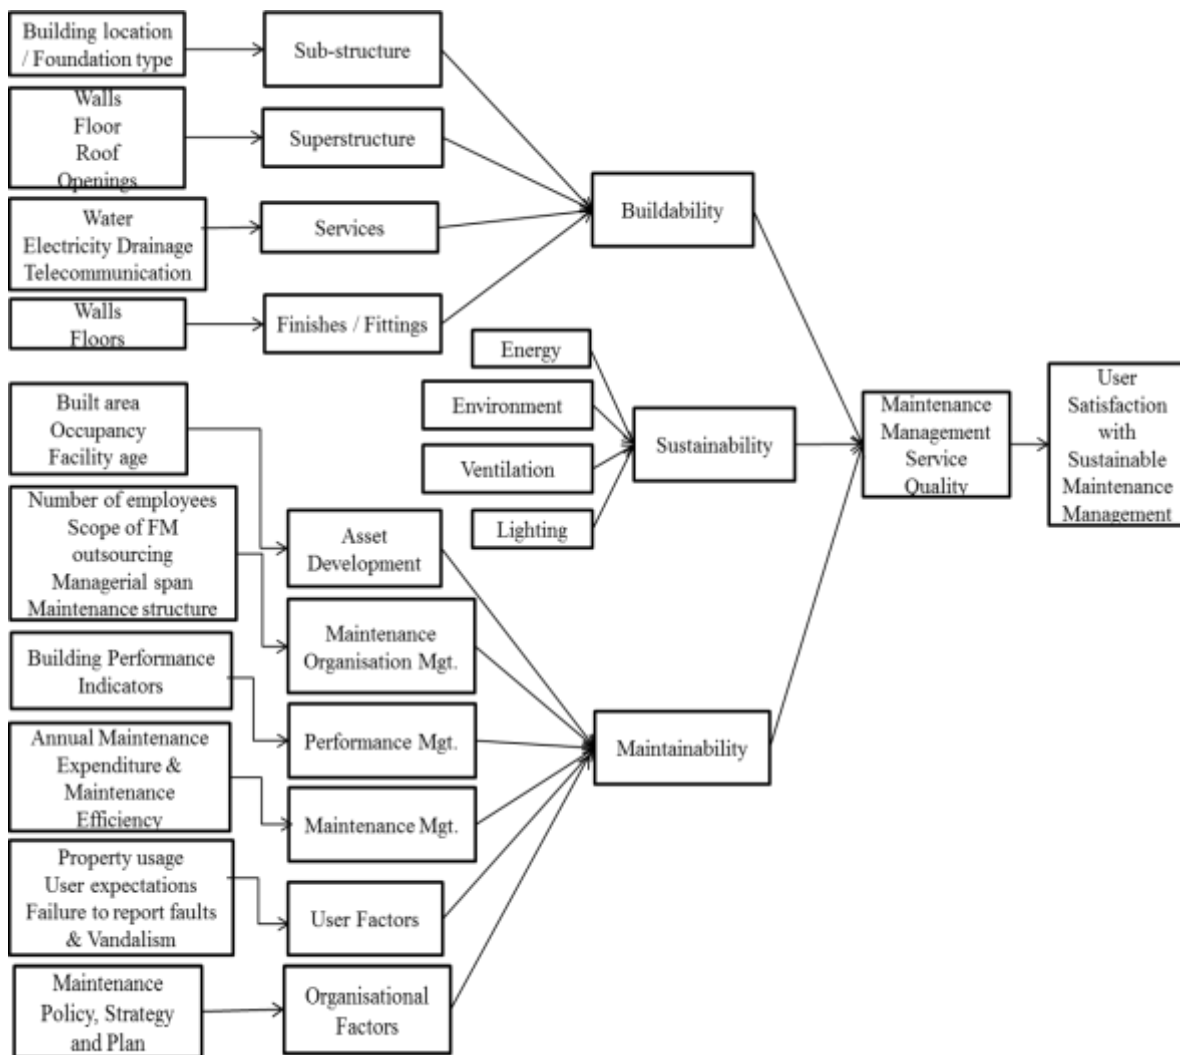 Building location
/ Foundation type
Sub-structure
Walls
Floor
Roof
Openings
Superstructure
Water
Electricity Drainage
Telecommunication
Services
Walls
Floors
Finishes / Fittings
Buildability
Energy
Environment
Ventilation
Lighting
Sustainability
Built area
Occupancy
Facility age
Asset
Development
Number of employees
Scope of FM
outsourcing
Managerial span
Maintenance structure
Maintenance
Organisation Mgt.
Building Performance
Indicators
Performance Mgt.
Annual Maintenance
Expenditure &
Maintenance
Efficiency
Maintenance Mgt.
Property usage
User expectations
Failure to report faults
& Vandalism
User Factors
Maintenance
Policy, Strategy
and Plan
Organisational
Factors
Maintainability
Maintenance
Management
Service
Quality
User
Satisfaction
with
Sustainable
Maintenance
Management